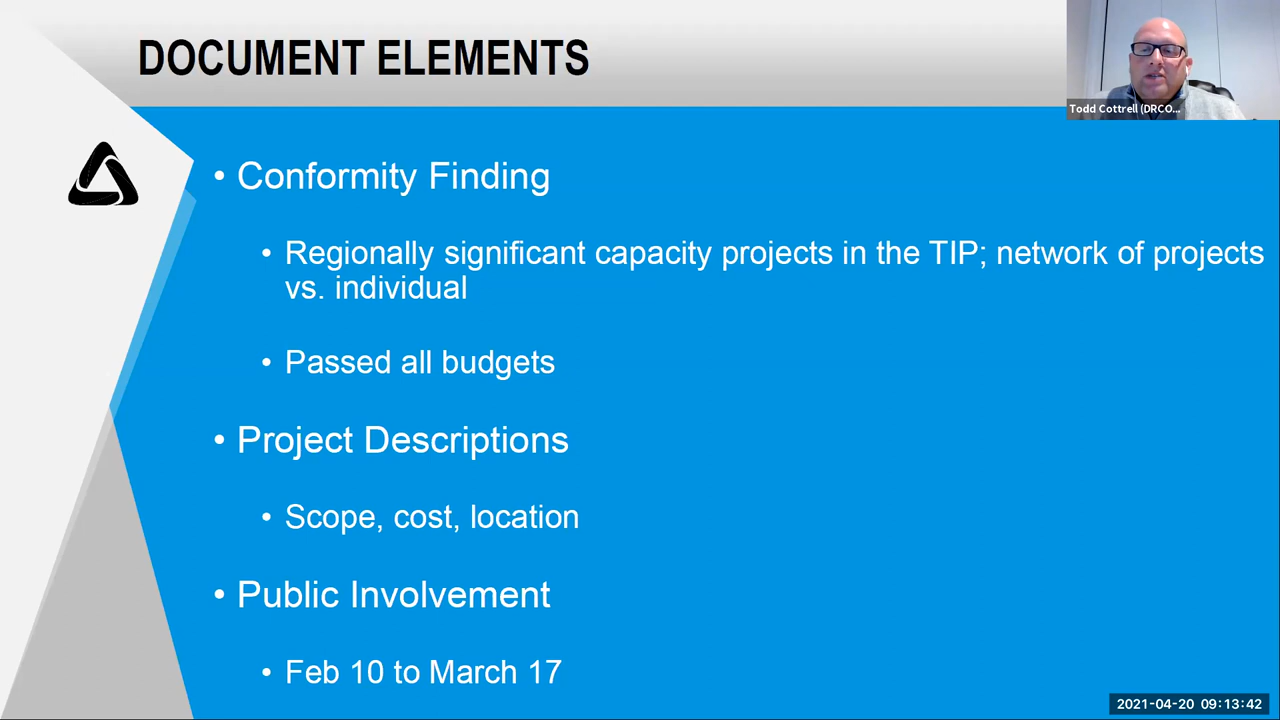 DOCUMENT ELEMENTS
Todd Cottrell (DRCO...
• Conformity Finding
• Regionally significant capacity projects in the TIP; network of projects
vs. individual
• Passed all budgets
• Project Descriptions
• Scope, cost, location
• Public Involvement
• Feb 10 to March 17
2021-04-20 09:13:42